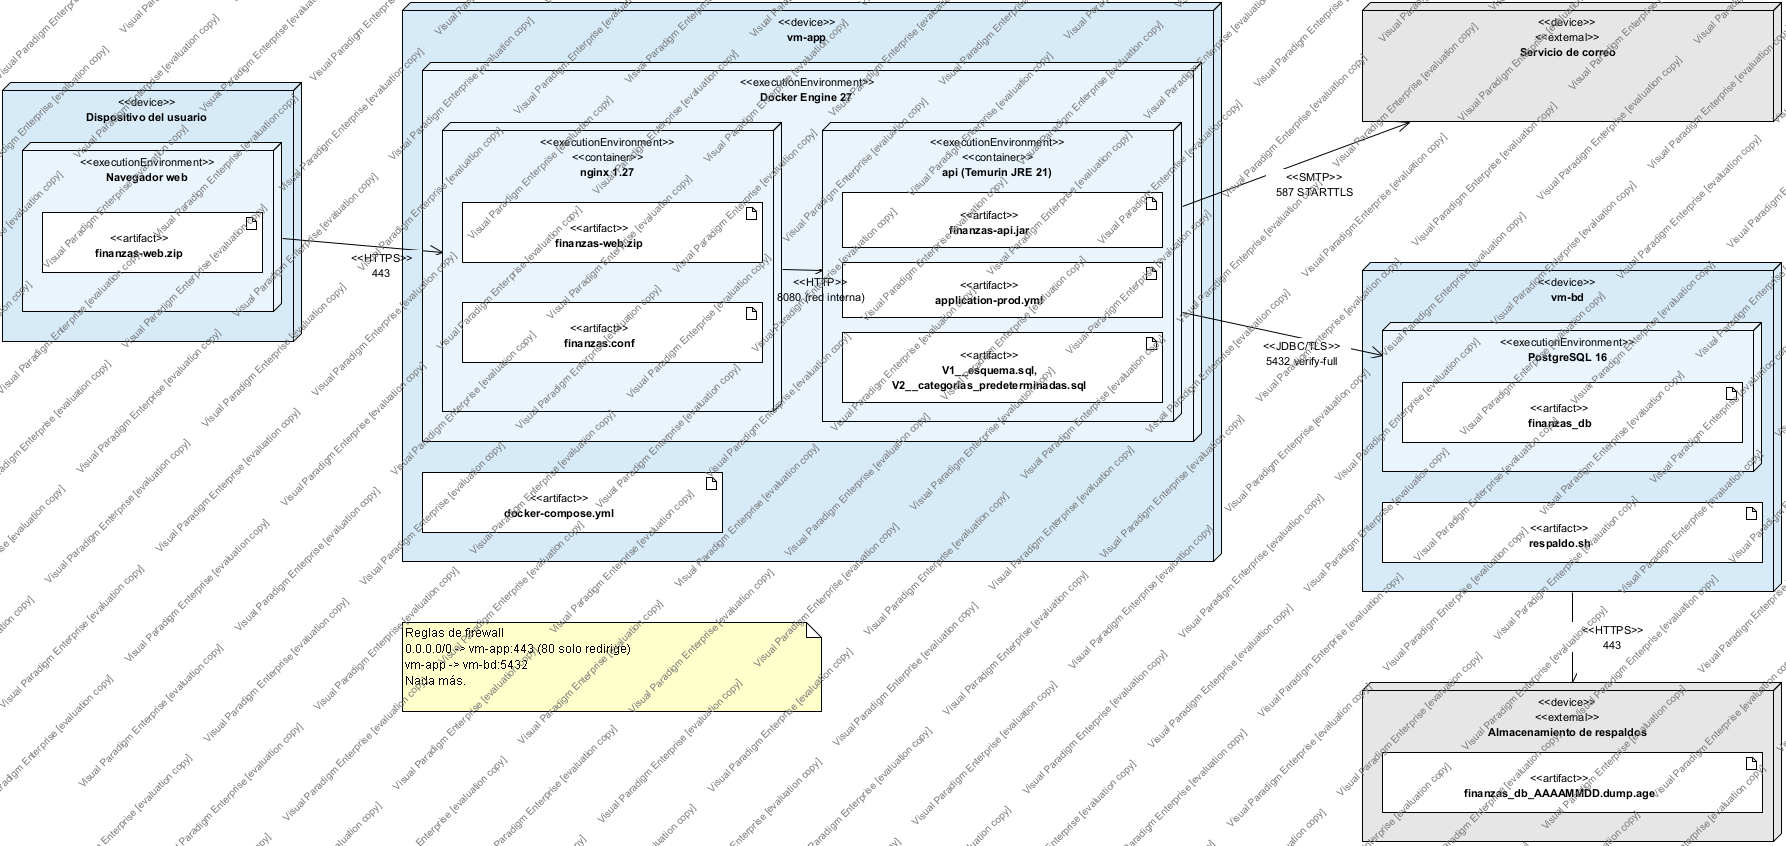 <<device>>
Dispositivo del usuario
<<executionEnvironment>>
Navegador web
<<artifact>>
finanzas-web.zip
<<HTTPS>>
443
<<device>>
vm-app
<<executionEnvironment>>
Docker Engine 27
<<executionEnvironment>>
<<container>>
nginx 1.27
<<artifact>>
finanzas-web.zip
<<artifact>>
finanzas.conf
<<HTTP>>
8080 (red interna)
<<executionEnvironment>>
<<container>>
api (Temurin JRE 21)
<<artifact>>
finanzas-api.jar
<<artifact>>
application-prod.yml
<<artifact>>
V1__esquema.sql,
V2__categorias_predeterminadas.sql
<<artifact>>
docker-compose.yml
<<SMTP>>
587 STARTTLS
<<device>>
<<external>>
Servicio de correo
<<JDBC/TLS>>
5432 verify-full
<<device>>
vm-bd
<<executionEnvironment>>
PostgreSQL 16
<<artifact>>
finanzas_db
<<artifact>>
respaldo.sh
<<HTTPS>>
443
<<device>>
<<external>>
Almacenamiento de respaldos
<<artifact>>
finanzas_db_AAAAMMDD.dump.age
Reglas de firewall
0.0.0.0/0 -> vm-app:443 (80 solo redirige)
vm-app -> vm-bd:5432
Nada más.
Visual Paradigm Enterprise [evaluation copy]